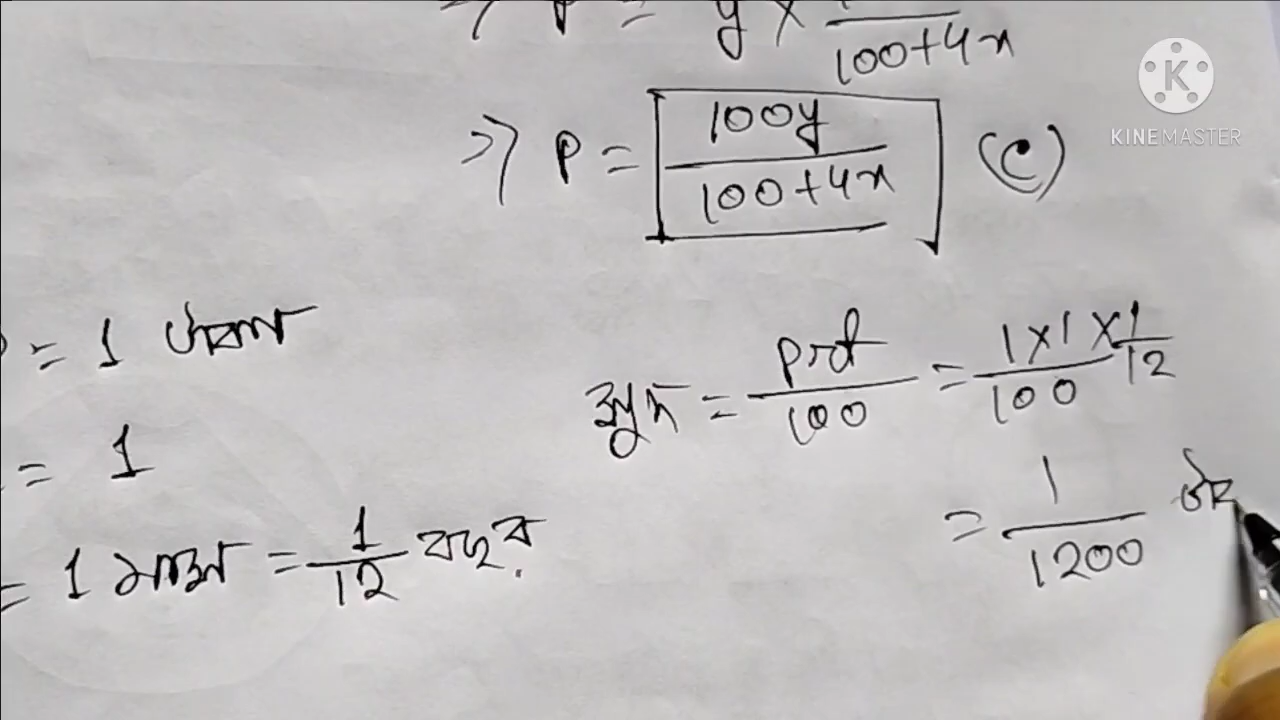 ⇒ P = y × 100+4x
KINEMASTER
⇒ P = 100y / 100+4x (c)
= 1 টাকা
সুদ = prt / 100 = 1×1×1/12 / 100
= 1
= 1 মাস = 1/12 বছর
= 1 / 1200